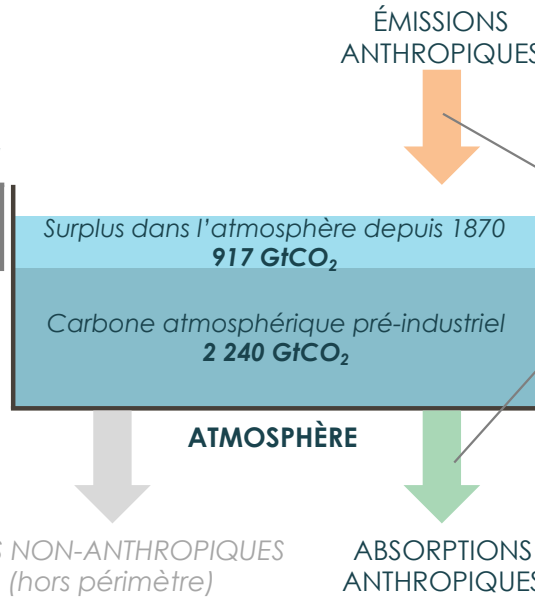 ÉMISSIONS
ANTHROPIQUES
Surplus dans l’atmosphère depuis 1870
917 GtCO₂
Carbone atmosphérique pré-industriel
2 240 GtCO₂
ATMOSPHÈRE
S NON-ANTHROPIQUES
(hors périmètre)
ABSORPTIONS
ANTHROPIQUES